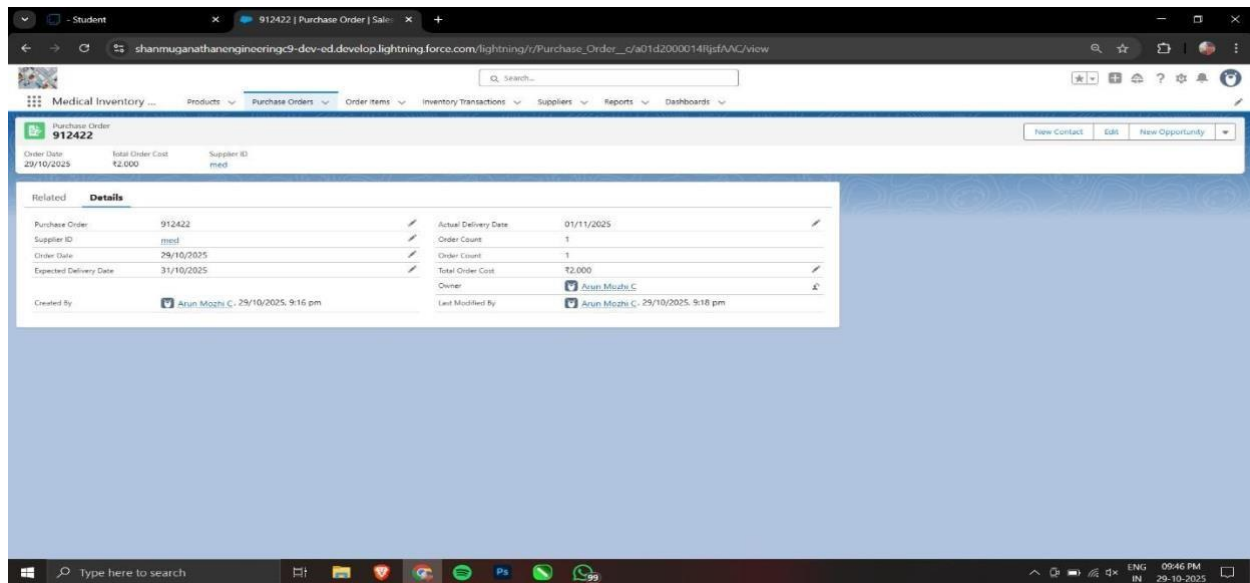 - Student
912422 | Purchase Order | Sale
shanmuganathanengineeringc9-dev-ed.develop.lightning.force.com/lightning/r/Purchase_Order__c/a01d2000014RjsfAAC/view
Search...
Medical Inventory ... Products Purchase Orders Order Items Inventory Transactions Suppliers Reports Dashboards
Purchase Order
912422
New Contact Edit New Opportunity
Order Date Total Order Cost Supplier ID
29/10/2025 ₹2,000 med
Related Details
Purchase Order 912422 Actual Delivery Date 01/11/2025
Supplier ID med Order Count 1
Order Date 29/10/2025 Order Count 1
Expected Delivery Date 31/10/2025 Total Order Cost ₹2,000
Owner Arun Mozhi C
Created By Arun Mozhi C, 29/10/2025, 9:16 pm Last Modified By Arun Mozhi C, 29/10/2025, 9:18 pm
Type here to search
Ps
99
ENG 09:46 PM
IN 29-10-2025